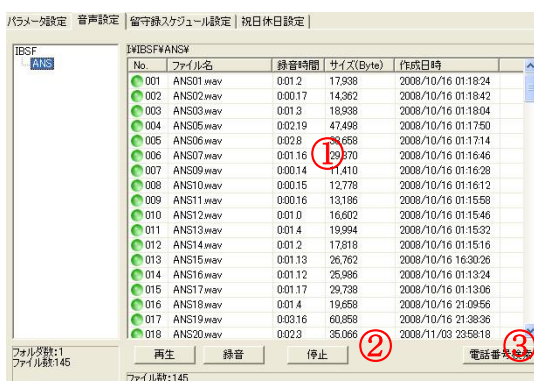 パラメータ設定 音声設定 留守録スケジュール設定 祝日休日設定
IBSF
ANS
I:¥IBSF¥ANS¥
No. ファイル名 録音時間 サイズ(Byte) 作成日時
001 ANS01.wav 0:01.2 17,938 2008/10/16 01:18:24
002 ANS02.wav 0:00.17 14,362 2008/10/16 01:18:42
003 ANS03.wav 0:01.3 18,938 2008/10/16 01:18:04
004 ANS05.wav 0:02.19 47,498 2008/10/16 01:17:50
005 ANS06.wav 0:02.8 38,658 2008/10/16 01:17:14
006 ANS07.wav 0:01.16 29,370 2008/10/16 01:16:46
007 ANS09.wav 0:00.14 11,410 2008/10/16 01:16:28
008 ANS10.wav 0:00.15 12,778 2008/10/16 01:16:12
009 ANS11.wav 0:00.16 13,186 2008/10/16 01:15:58
010 ANS12.wav 0:01.0 16,602 2008/10/16 01:15:46
011 ANS13.wav 0:01.4 19,994 2008/10/16 01:15:32
012 ANS14.wav 0:01.2 17,818 2008/10/16 01:15:16
013 ANS15.wav 0:01.13 26,762 2008/10/16 16:30:26
014 ANS16.wav 0:01.12 25,986 2008/10/16 01:13:24
015 ANS17.wav 0:01.17 29,738 2008/10/16 01:13:06
016 ANS18.wav 0:01.4 19,658 2008/10/16 21:09:56
017 ANS19.wav 0:03.16 60,858 2008/10/16 21:38:36
018 ANS20.wav 0:02.3 35,066 2008/11/03 23:58:18
①
再生 録音 停止 ② 電話番号 ③
フォルダ数:1
ファイル数:145
ファイル数:145